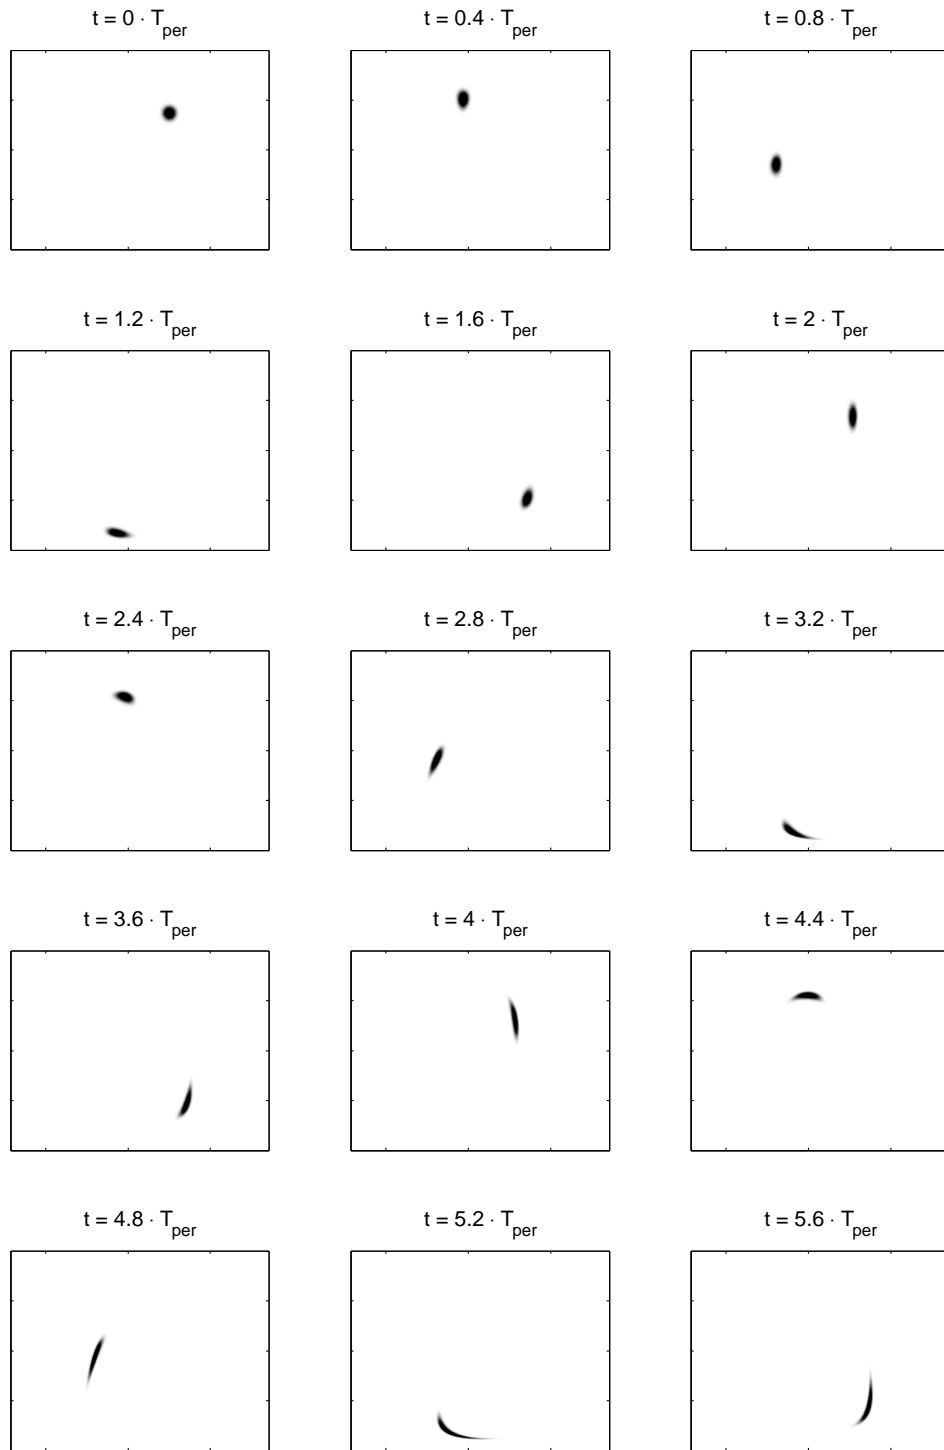 t = 0 · T_per
t = 0.4 · T_per
t = 0.8 · T_per
t = 1.2 · T_per
t = 1.6 · T_per
t = 2 · T_per
t = 2.4 · T_per
t = 2.8 · T_per
t = 3.2 · T_per
t = 3.6 · T_per
t = 4 · T_per
t = 4.4 · T_per
t = 4.8 · T_per
t = 5.2 · T_per
t = 5.6 · T_per